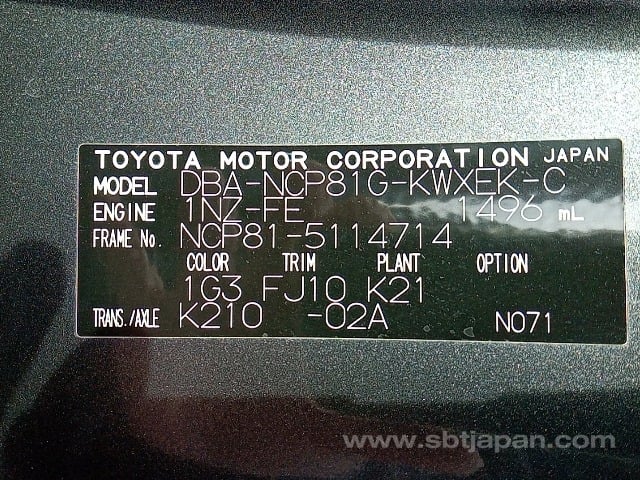 TOYOTA MOTOR CORPORATION JAPAN
MODEL DBA-NCP81G-KWXEK-C
ENGINE 1NZ-FE 1496 mL
FRAME No. NCP81-5114714
COLOR TRIM PLANT OPTION
1G3 FJ10 K21
TRANS./AXLE K210 -02A N071
www.sbtjapan.com